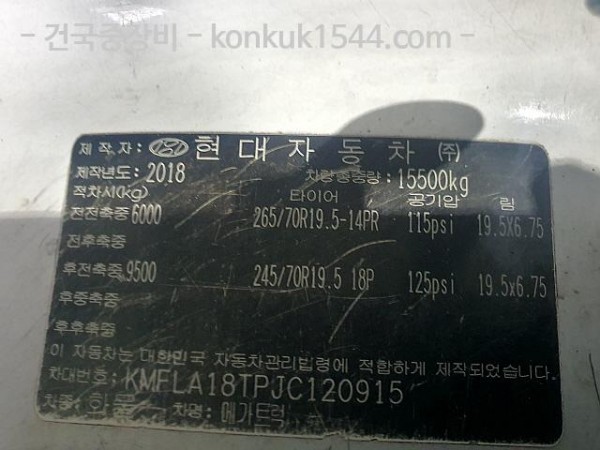 - 건국중장비 - konkuk1544.com -
제작자: 현대자동차 ㈜
제작년도: 2018 차량총중량: 15500kg
적차시(kg) 타이어 공기압 림
전전축중 6000 265/70R19.5-14PR 115psi 19.5X6.75
전후축중
후전축중 9500 245/70R19.5 18P 125psi 19.5x6.75
후중축중
후후축중
이 자동차는 대한민국 자동차관리법령에 적합하게 제작되었습니다
차대번호: KMFLA18TPJC120915
차종: 화물 차명: 메가트럭